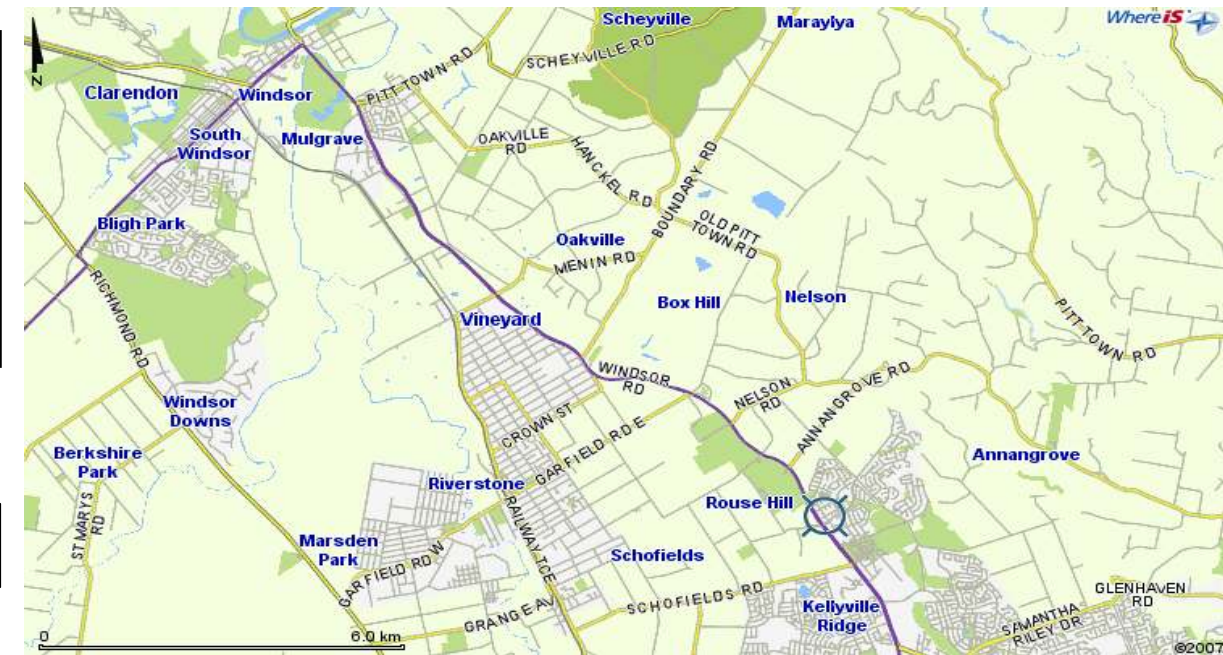 Scheyville
Maraylya
Where iS
N
PITT TOWN RD
SCHEYVILLE RD
Clarendon
Windsor
South
Windsor
Mulgrave
OAKVILLE
RD
HANCKEL RD
BOUNDARY RD
OLD PITT
TOWN RD
Bligh Park
Oakville
MENIN RD
RICHMOND RD
Box Hill
Nelson
PITT TOWN RD
Vineyard
WINDSOR
RD
NELSON
RD
ANNANGROVE RD
Windsor
Downs
CROWN ST
GARFIELD RD E
Berkshire
Park
Annangrove
Riverstone
Rouse Hill
ST MARYS
RD
RAILWAY TCE
Marsden
Park
GARFIELD RD W
Schofields
SCHOFIELDS RD
GRANGE AV
Kellyville
Ridge
GLENHAVEN
RD
SAMANTHA
RILEY DR
0
6.0 km
©2007